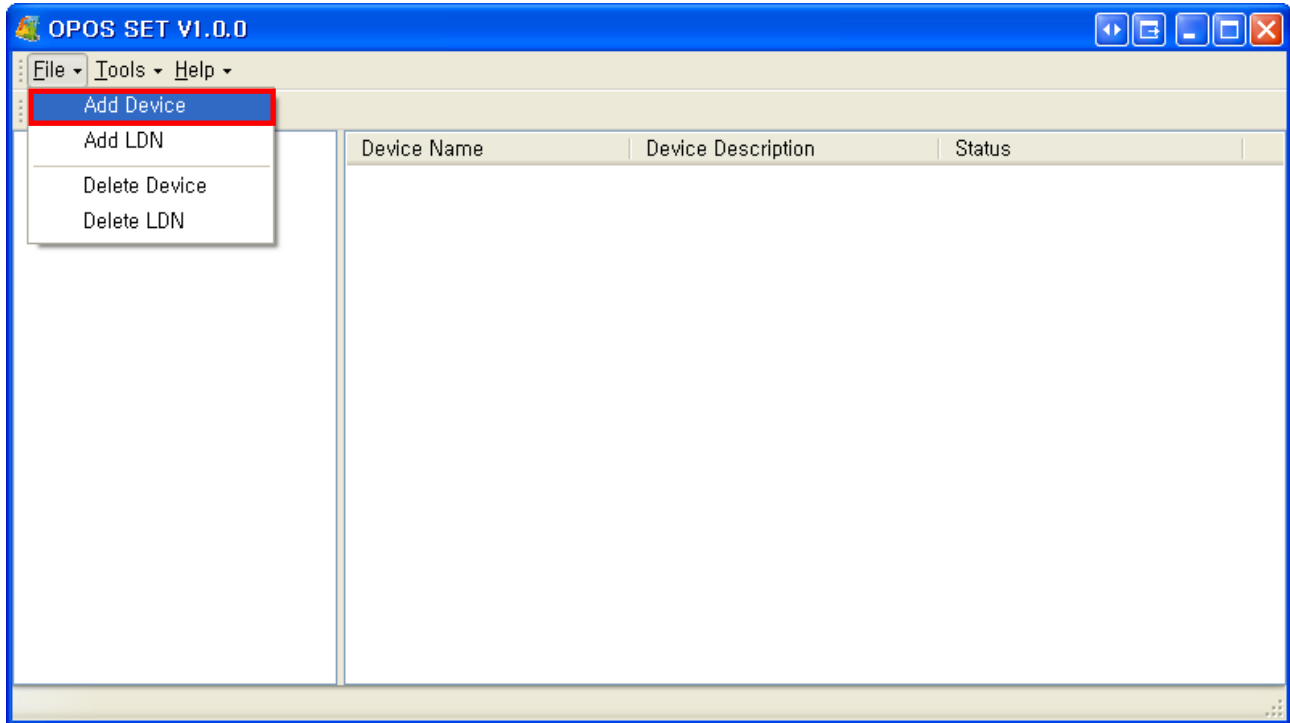 OPOS SET V1.0.0
File Tools Help
Add Device
Add LDN
Delete Device
Delete LDN
Device Name Device Description Status